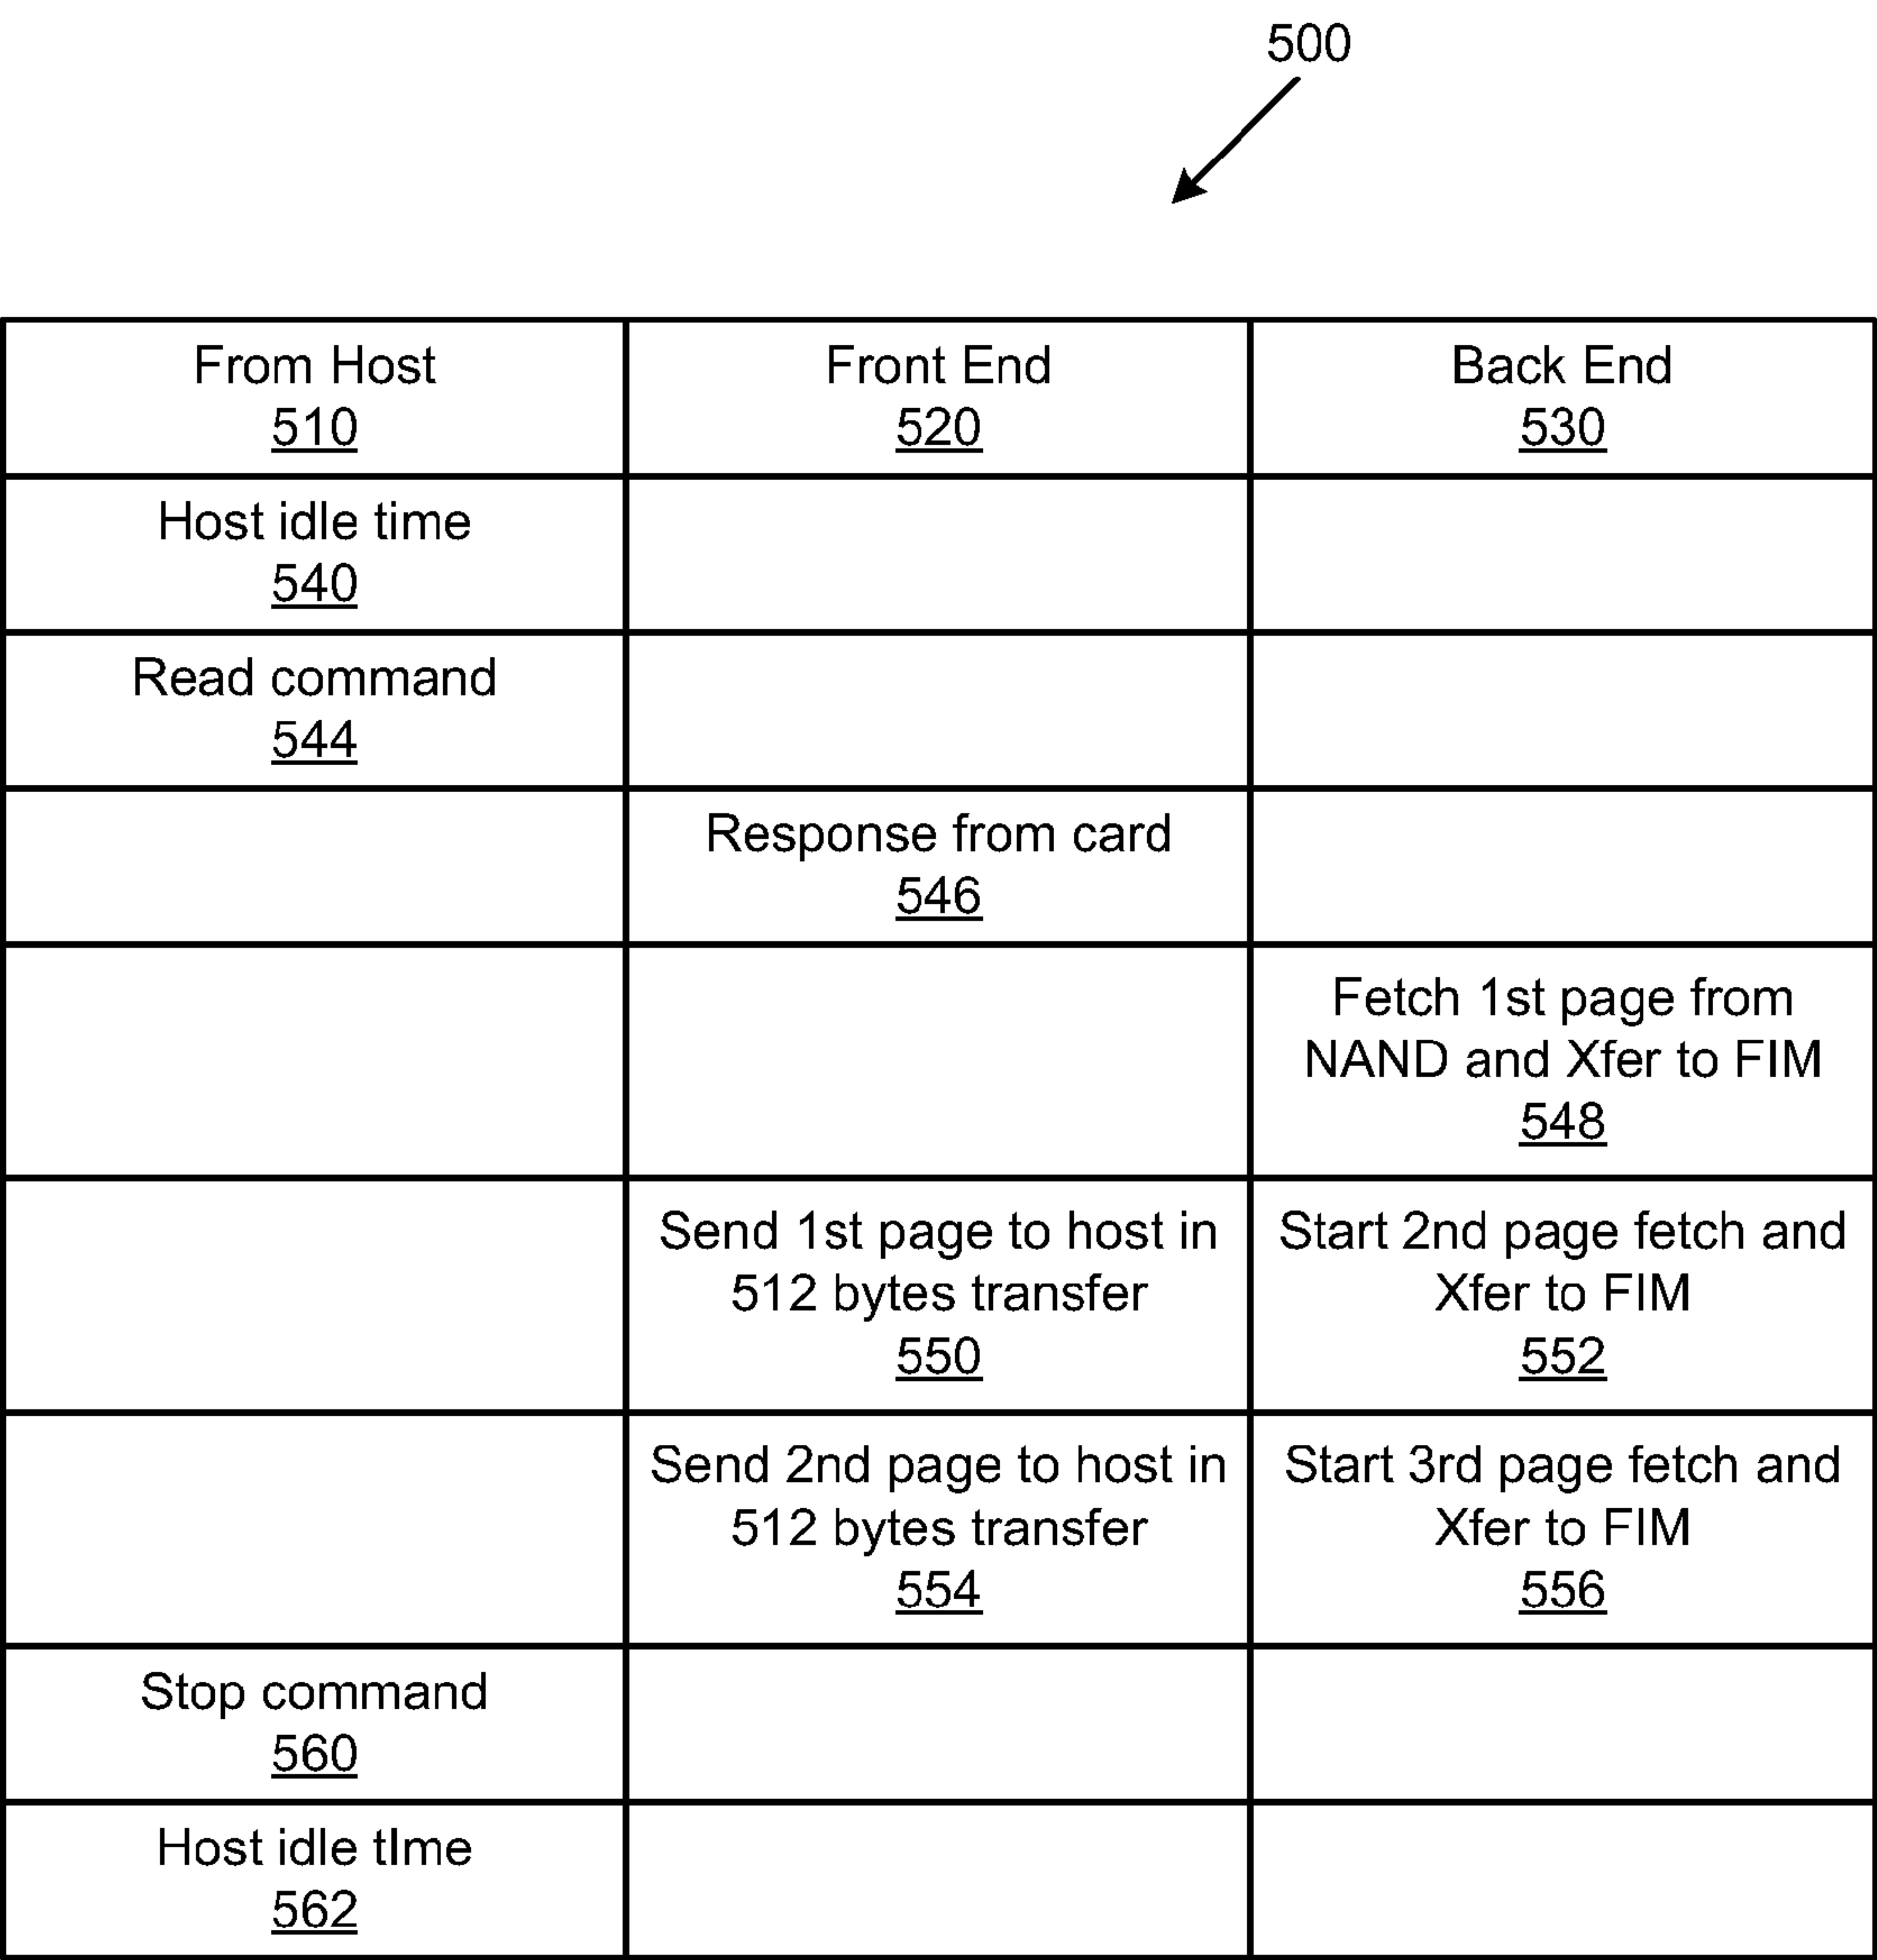 500
From Host
510
Front End
520
Back End
530
Host idle time
540
Read command
544
Response from card
546
Fetch 1st page from
NAND and Xfer to FIM
548
Send 1st page to host in
512 bytes transfer
550
Start 2nd page fetch and
Xfer to FIM
552
Send 2nd page to host in
512 bytes transfer
554
Start 3rd page fetch and
Xfer to FIM
556
Stop command
560
Host idle tIme
562